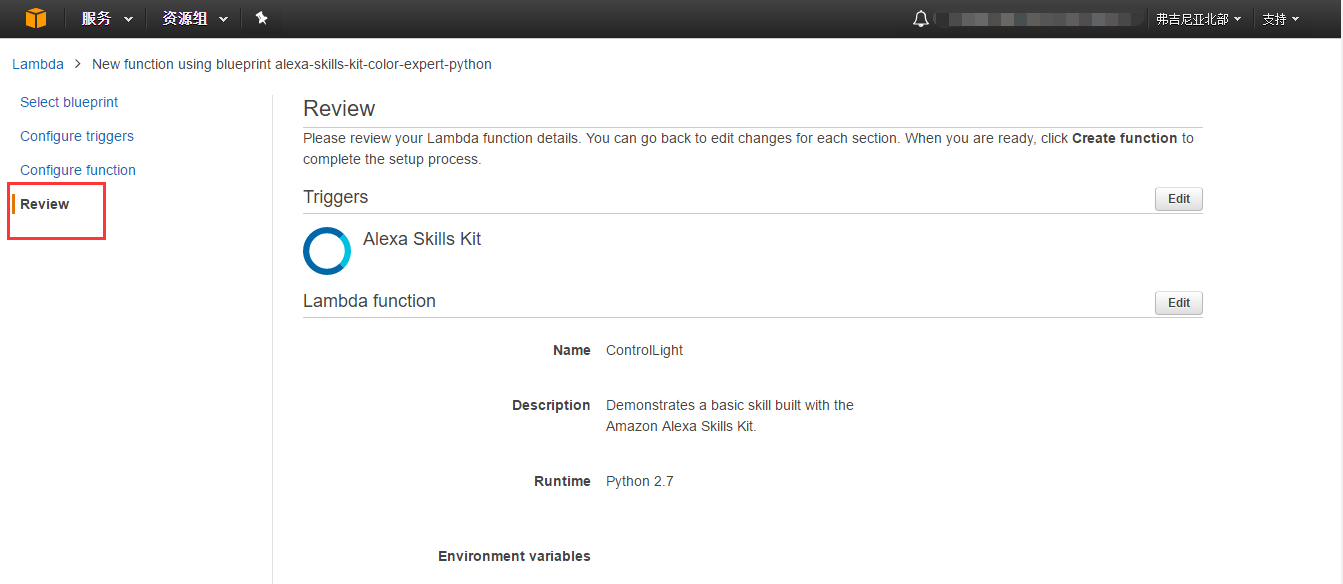 服务 资源组 弗吉尼亚北部 支持
Lambda > New function using blueprint alexa-skills-kit-color-expert-python
Select blueprint
Configure triggers
Configure function
Review
Review
Please review your Lambda function details. You can go back to edit changes for each section. When you are ready, click Create function to
complete the setup process.
Triggers Edit
Alexa Skills Kit
Lambda function Edit
Name ControlLight
Description Demonstrates a basic skill built with the
Amazon Alexa Skills Kit.
Runtime Python 2.7
Environment variables